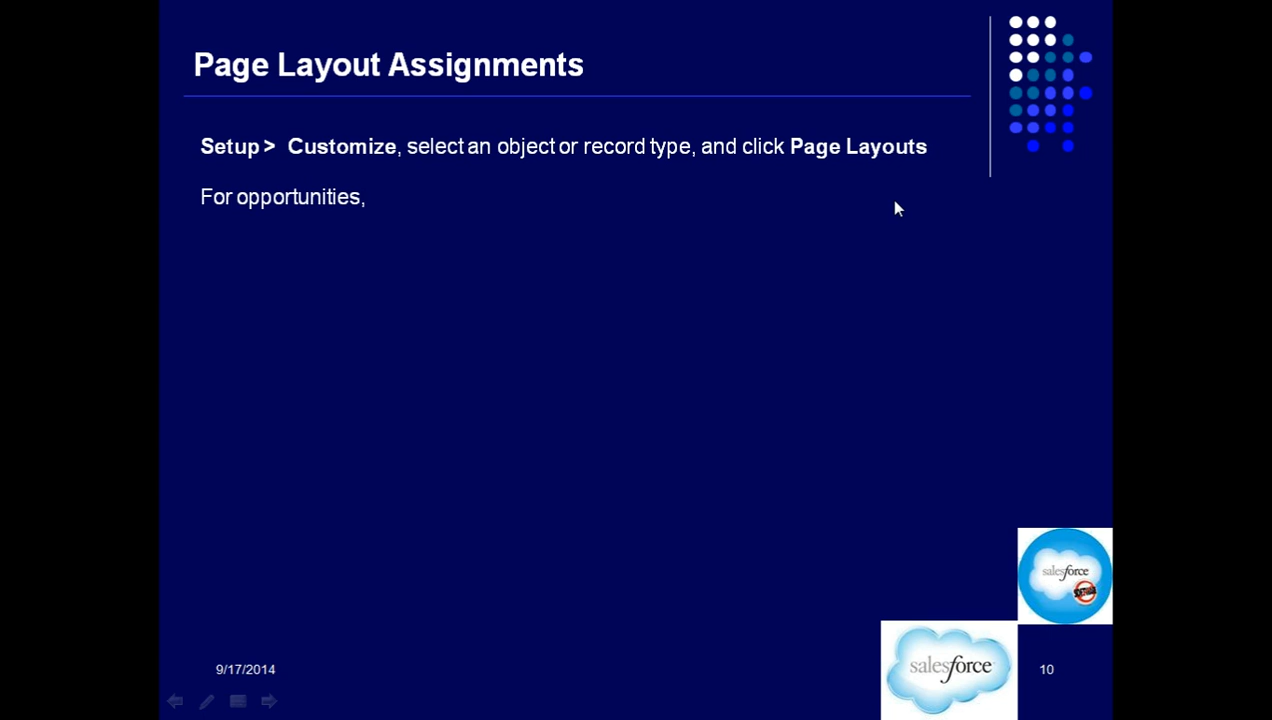 Page Layout Assignments
Setup > Customize, select an object or record type, and click Page Layouts
For opportunities,
salesforce
SOFTWARE
salesforce
9/17/2014
10